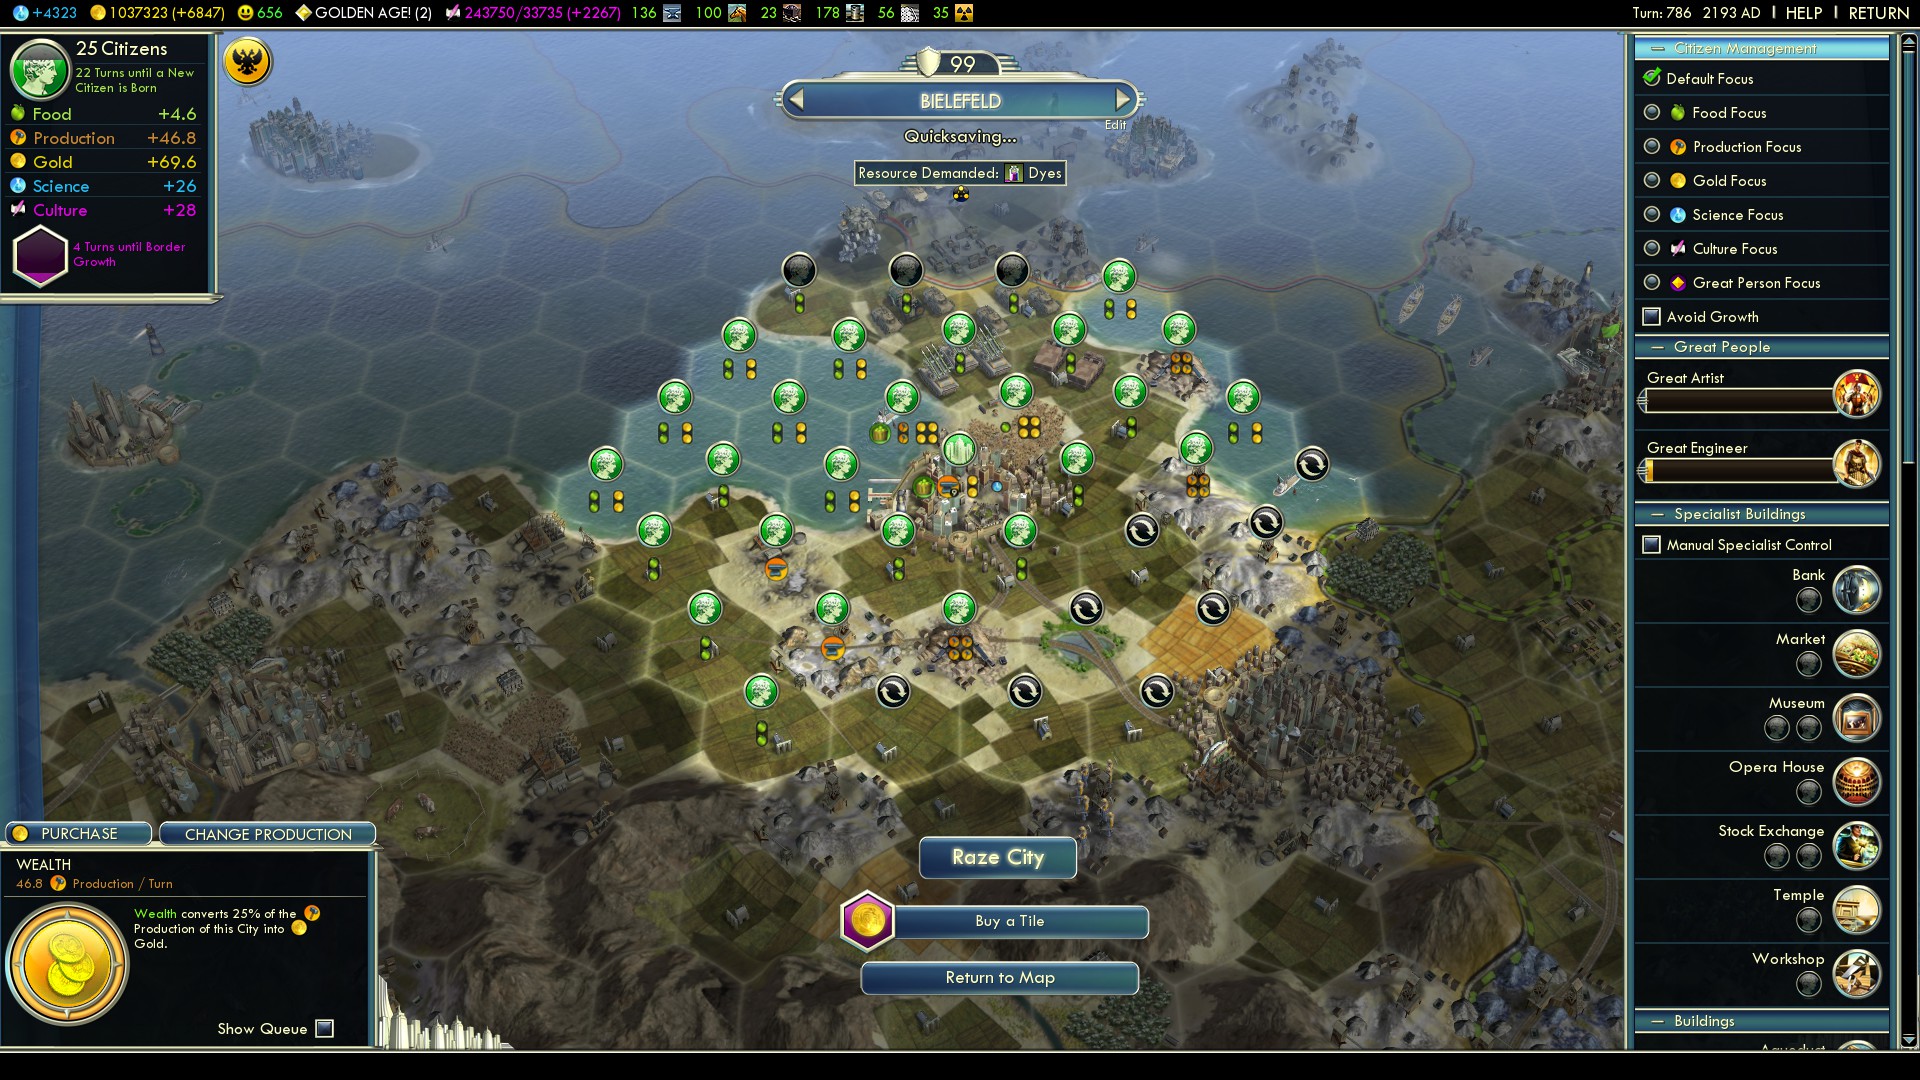 +4323 1037323 (+6847) 656 GOLDEN AGE! (2) 243750/33735 (+2267) 136 100 23 178 56 35 Turn: 786 2193 AD HELP RETURN
25 Citizens
22 Turns until a New
Citizen is Born
Food +4.6
Production +46.8
Gold +69.6
Science +26
Culture +28
4 Turns until Border
Growth
99
BIELEFELD
Edit
Quicksaving...
Resource Demanded: Dyes
Citizen Management
Default Focus
Food Focus
Production Focus
Gold Focus
Science Focus
Culture Focus
Great Person Focus
Avoid Growth
Great People
Great Artist
Great Engineer
Specialist Buildings
Manual Specialist Control
Bank
Market
Museum
Opera House
Stock Exchange
Temple
Workshop
Buildings
Aqueduct
PURCHASE CHANGE PRODUCTION
WEALTH
46.8 Production / Turn
Wealth converts 25% of the
Production of this City into
Gold.
Show Queue
Raze City
Buy a Tile
Return to Map